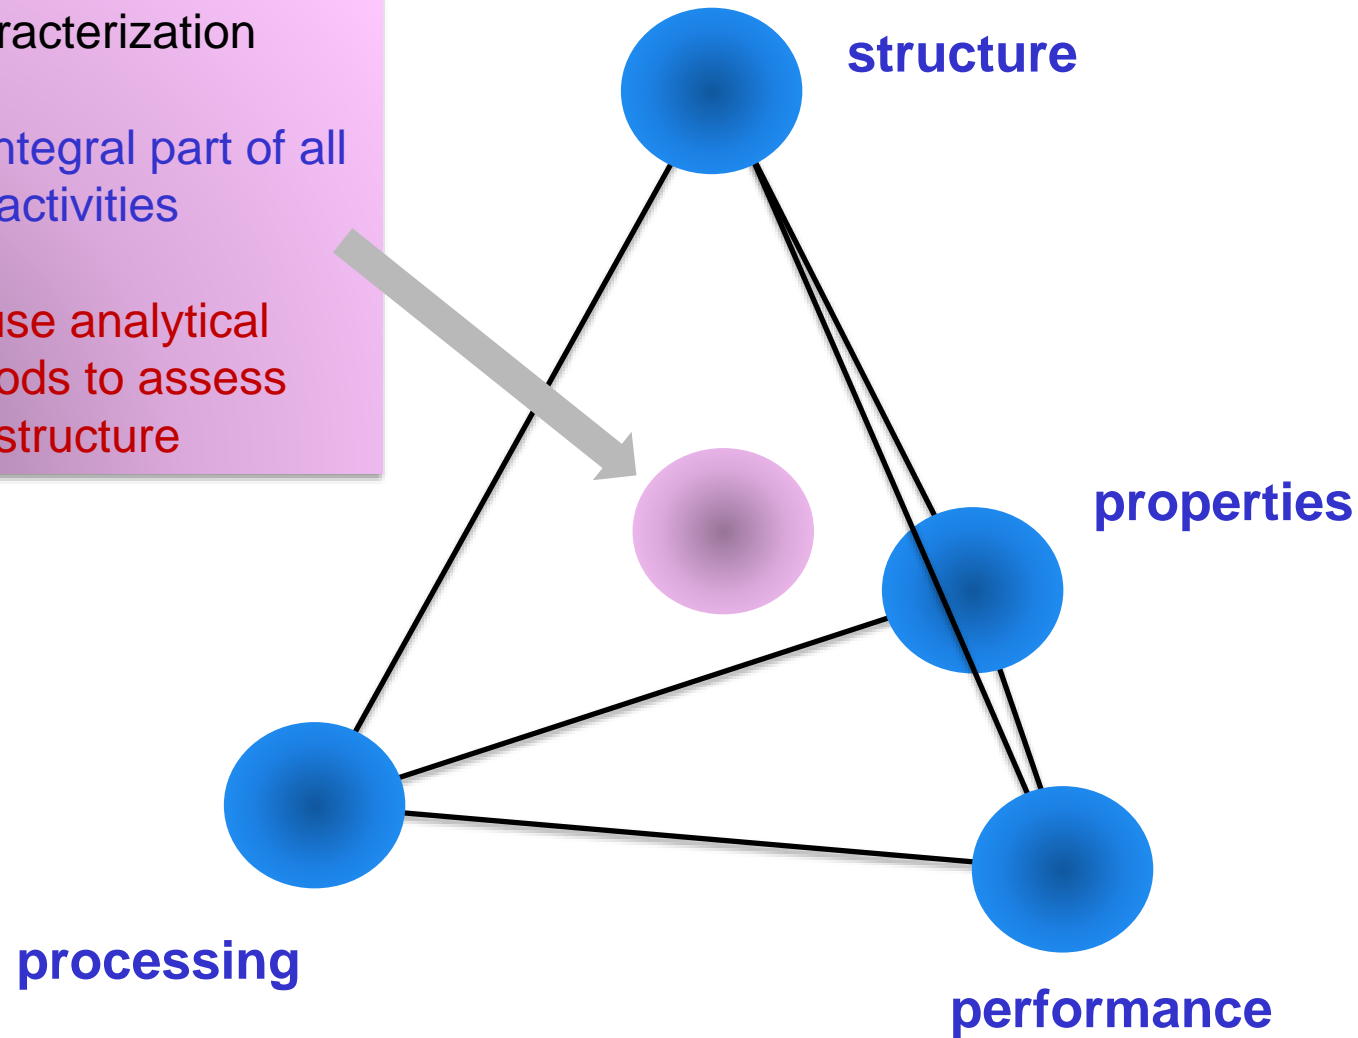 racterization
ntegral part of all
activities
use analytical
ods to assess
structure
structure
properties
processing
performance